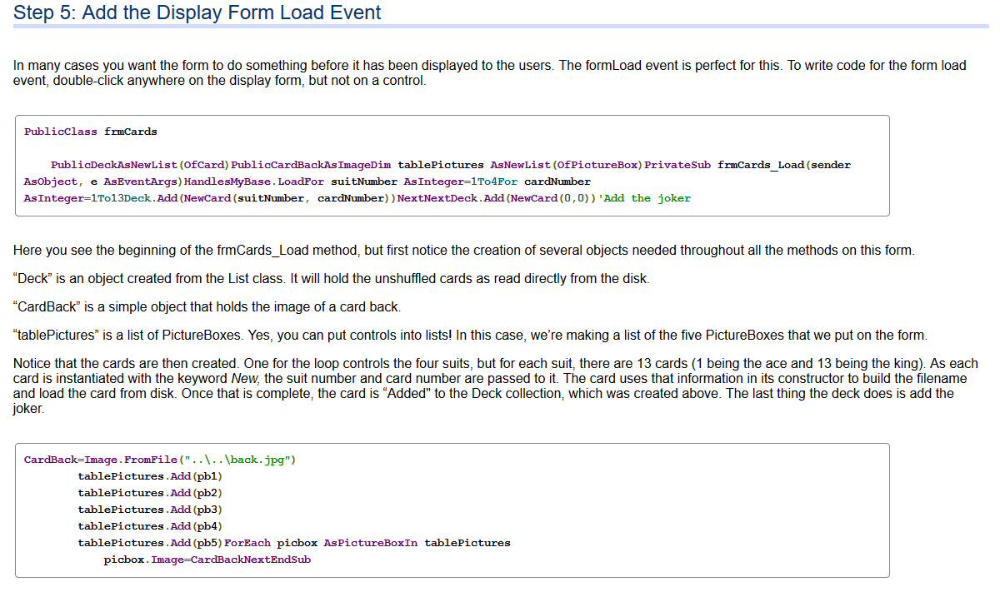 Step 5: Add the Display Form Load Event
In many cases you want the form to do something before it has been displayed to the users. The formLoad event is perfect for this. To write code for the form load
event, double-click anywhere on the display form, but not on a control.
PublicClass frmCards
PublicDeckAsNewList(OfCard)PublicCardBackAsImageDim tablePictures AsNewList(OfPictureBox)PrivateSub frmCards_Load(sender
AsObject, e AsEventArgs)HandlesMyBase.LoadFor suitNumber AsInteger=1To4For cardNumber
AsInteger=1To13Deck.Add(NewCard(suitNumber, cardNumber))NextNextDeck.Add(NewCard(0,0))'Add the joker
Here you see the beginning of the frmCards_Load method, but first notice the creation of several objects needed throughout all the methods on this form.
“Deck” is an object created from the List class. It will hold the unshuffled cards as read directly from the disk.
“CardBack” is a simple object that holds the image of a card back.
“tablePictures” is a list of PictureBoxes. Yes, you can put controls into lists! In this case, we’re making a list of the five PictureBoxes that we put on the form.
Notice that the cards are then created. One for the loop controls the four suits, but for each suit, there are 13 cards (1 being the ace and 13 being the king). As each
card is instantiated with the keyword New, the suit number and card number are passed to it. The card uses that information in its constructor to build the filename
and load the card from disk. Once that is complete, the card is “Added" to the Deck collection, which was created above. The last thing the deck does is add the
joker.
CardBack=Image.FromFile("..\..\back.jpg")
tablePictures.Add(pb1)
tablePictures.Add(pb2)
tablePictures.Add(pb3)
tablePictures.Add(pb4)
tablePictures.Add(pb5)ForEach picbox AsPictureBoxIn tablePictures
picbox.Image=CardBackNextEndSub